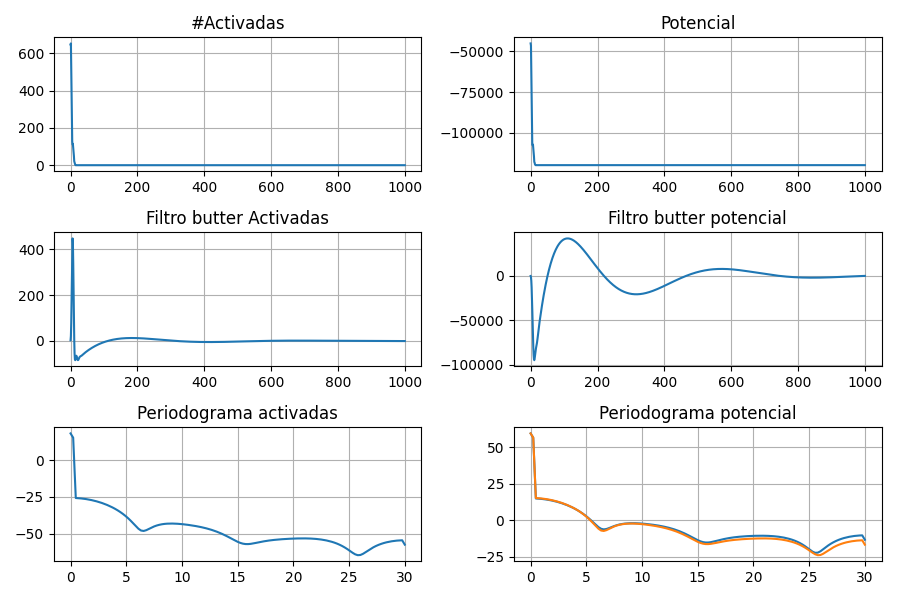 #Activadas
600
400
200
0
0 200 400 600 800 1000
Potencial
−50000
−75000
−100000
0 200 400 600 800 1000
Filtro butter Activadas
400
200
0
0 200 400 600 800 1000
Filtro butter potencial
0
−50000
−100000
0 200 400 600 800 1000
Periodograma activadas
0
−25
−50
0 5 10 15 20 25 30
Periodograma potencial
50
25
0
−25
0 5 10 15 20 25 30